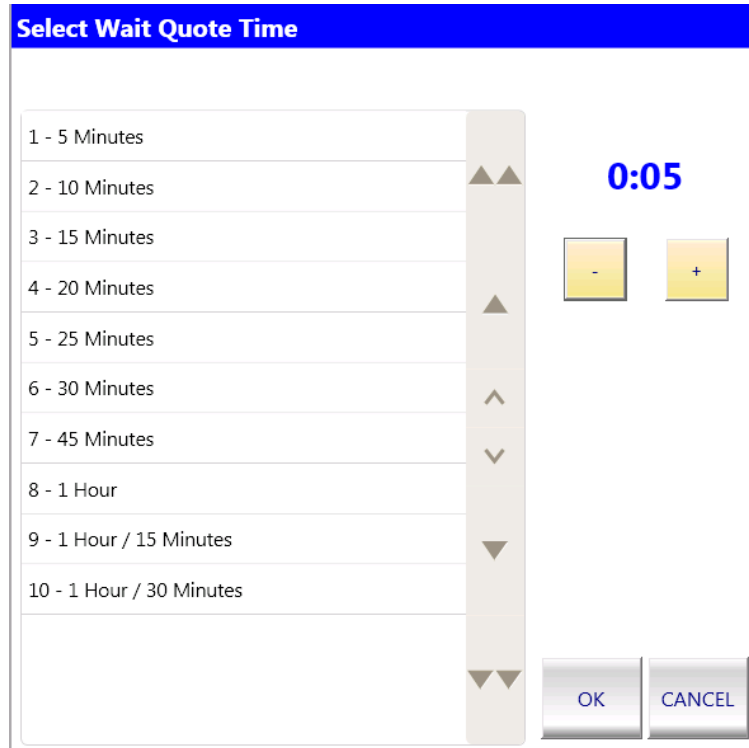 Select Wait Quote Time
1 - 5 Minutes
2 - 10 Minutes
3 - 15 Minutes
4 - 20 Minutes
5 - 25 Minutes
6 - 30 Minutes
7 - 45 Minutes
8 - 1 Hour
9 - 1 Hour / 15 Minutes
10 - 1 Hour / 30 Minutes
0:05
- +
OK CANCEL